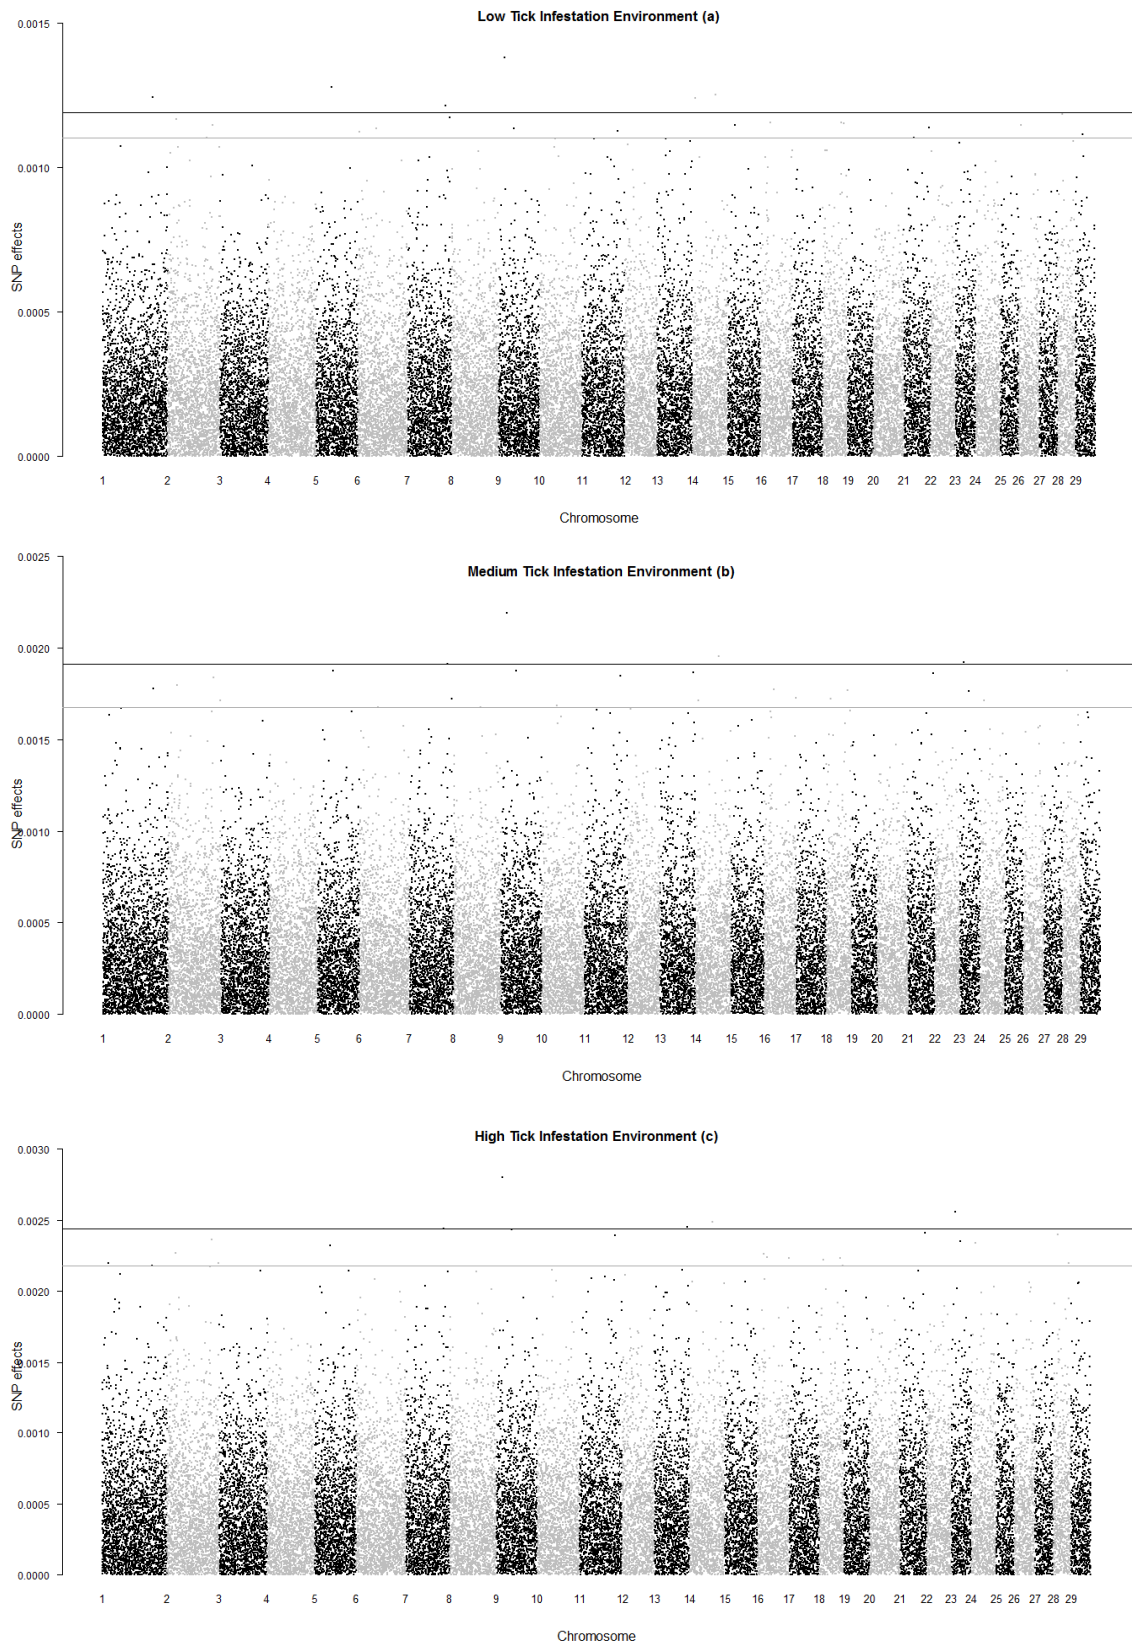 Low Tick Infestation Environment (a)
0.0015
0.0010
0.0005
0.0000
SNP effects
1 2 3 4 5 6 7 8 9 10 11 12 13 14 15 16 17 18 19 20 21 22 23 24 25 26 27 28 29
Chromosome
Medium Tick Infestation Environment (b)
0.0025
0.0020
0.0015
0.0010
0.0005
0.0000
SNP effects
1 2 3 4 5 6 7 8 9 10 11 12 13 14 15 16 17 18 19 20 21 22 23 24 25 26 27 28 29
Chromosome
High Tick Infestation Environment (c)
0.0030
0.0025
0.0020
0.0015
0.0010
0.0005
0.0000
SNP effects
1 2 3 4 5 6 7 8 9 10 11 12 13 14 15 16 17 18 19 20 21 22 23 24 25 26 27 28 29
Chromosome